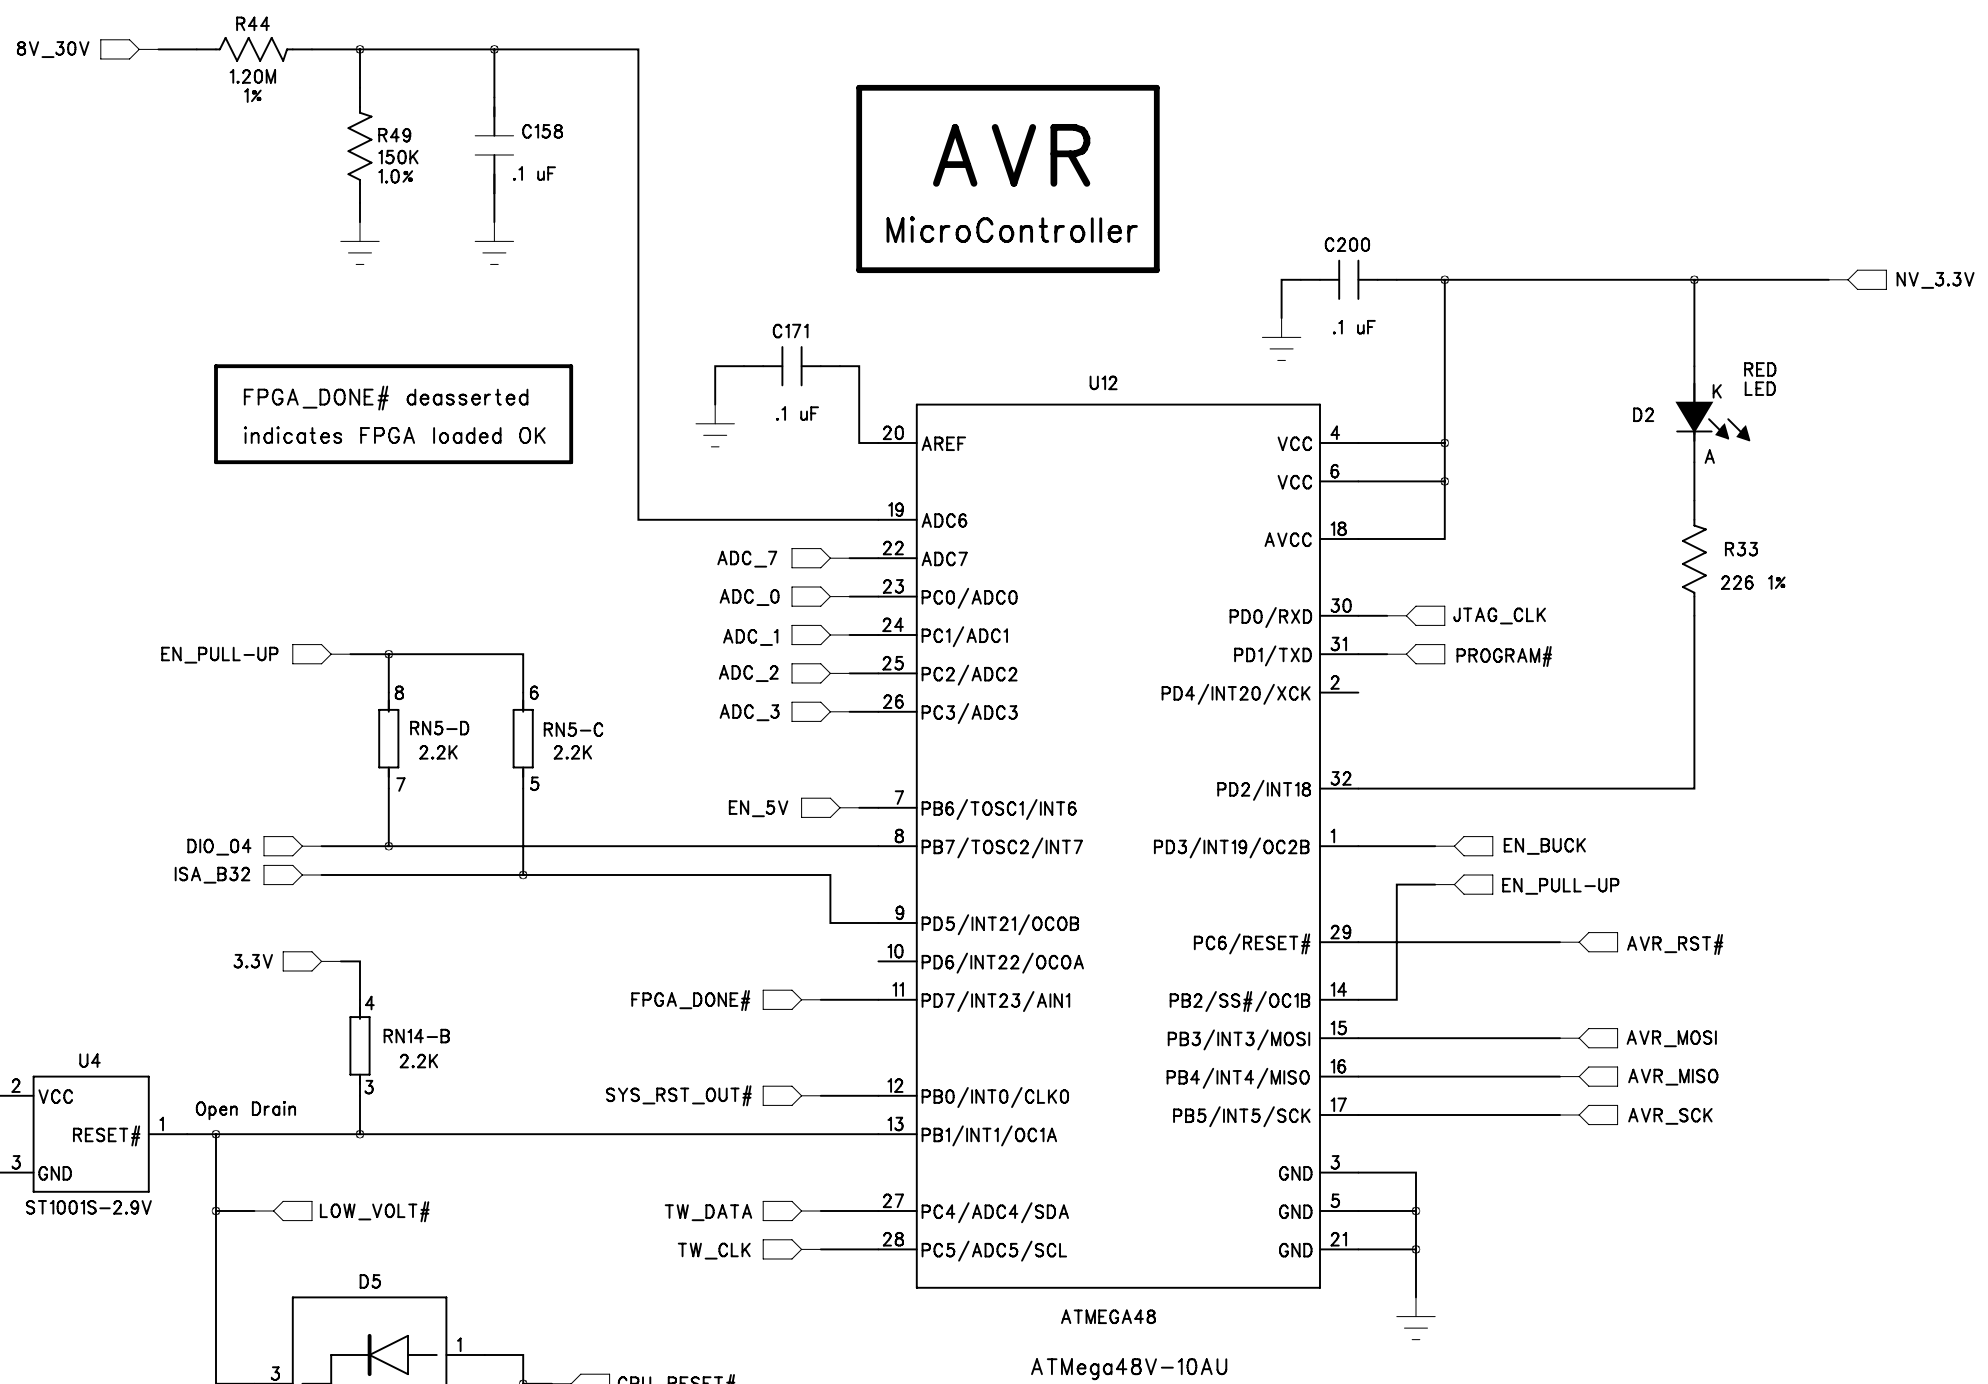 R44
8V_30V
1.20M
1%
R49
150K
1.0%
C158
.1 uF
AVR
MicroController
C200
.1 uF
NV_3.3V
C171
.1 uF
FPGA_DONE# deasserted
indicates FPGA loaded OK
U12
RED
LED
K
D2
A
R33
226 1%
20 AREF
19 ADC6
ADC_7 22 ADC7
ADC_0 23 PC0/ADC0
ADC_1 24 PC1/ADC1
ADC_2 25 PC2/ADC2
ADC_3 26 PC3/ADC3
VCC 4
VCC 6
AVCC 18
PD0/RXD 30 JTAG_CLK
PD1/TXD 31 PROGRAM#
PD4/INT20/XCK 2
PD2/INT18 32
EN_PULL-UP
8
RN5-D
2.2K
7
6
RN5-C
2.2K
5
EN_5V 7 PB6/TOSC1/INT6
DIO_04 8 PB7/TOSC2/INT7
ISA_B32
9 PD5/INT21/OC0B
10 PD6/INT22/OC0A
FPGA_DONE# 11 PD7/INT23/AIN1
PD3/INT19/OC2B 1 EN_BUCK
EN_PULL-UP
PC6/RESET# 29 AVR_RST#
PB2/SS#/OC1B 14
PB3/INT3/MOSI 15 AVR_MOSI
PB4/INT4/MISO 16 AVR_MISO
PB5/INT5/SCK 17 AVR_SCK
3.3V
4
RN14-B
2.2K
3
SYS_RST_OUT# 12 PB0/INT0/CLK0
13 PB1/INT1/OC1A
U4
2 VCC
RESET# 1
3 GND
ST1001S-2.9V
Open Drain
LOW_VOLT#
TW_DATA 27 PC4/ADC4/SDA
TW_CLK 28 PC5/ADC5/SCL
GND 3
GND 5
GND 21
D5
1
3
CPU_RESET#
ATMEGA48
ATMega48V-10AU